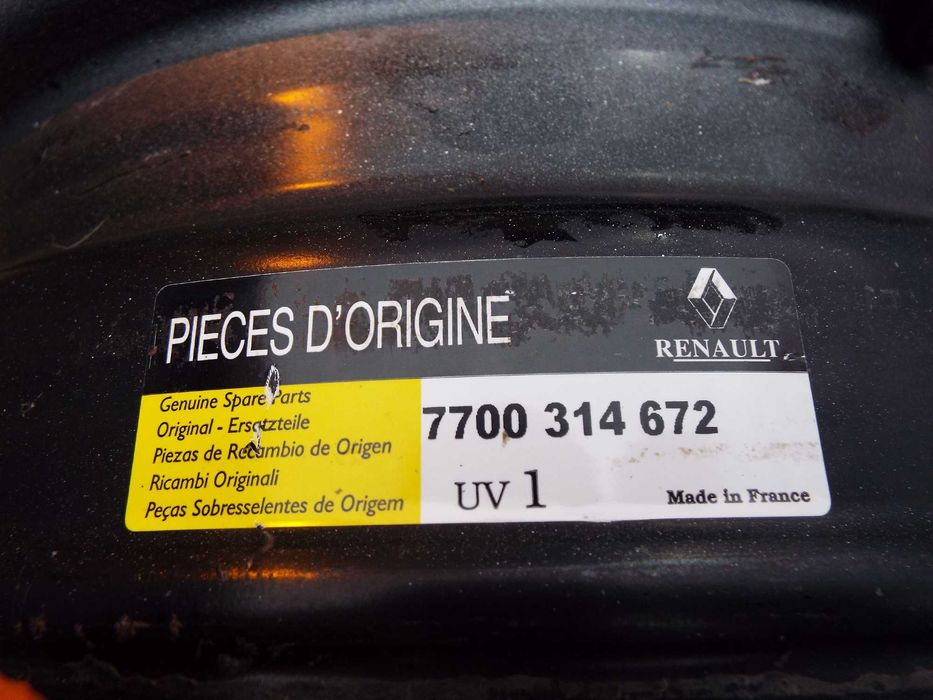 PIECES D'ORIGINE
RENAULT
Genuine Spare Parts
Original - Ersatzteile
Piezas de Recambio de Origen
Ricambi Originali
Peças Sobresselentes de Origem
7700 314 672
UV 1
Made in France